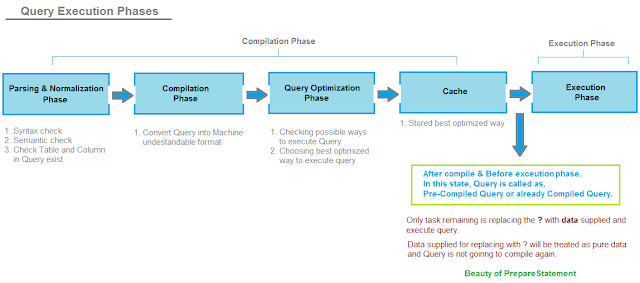 Query Execution Phases
Compilation Phase
Execution Phase
Parsing & Normalization
Phase
Compilation
Phase
Query Optimization
Phase
Cache
Execution
Phase
1. Syntax check
2. Semantic check
3. Check Table and Column
in Query exist
1. Convert Query into Machine
undestandable format
1. Checking possible ways
to execute Query
2. Choosing best optimized
way to execute query.
1. Stored best optimized way
After compile & Before excecution phase.
In this state, Query is called as,
Pre-Compiled Query or already Compiled Query.
Only task remaining is replacing the ? with data supplied and
execute query.
Data supplied for replacing with ? will be treated as pure data
and Query is not goinng to compile again.
Beauty of PrepareStatement